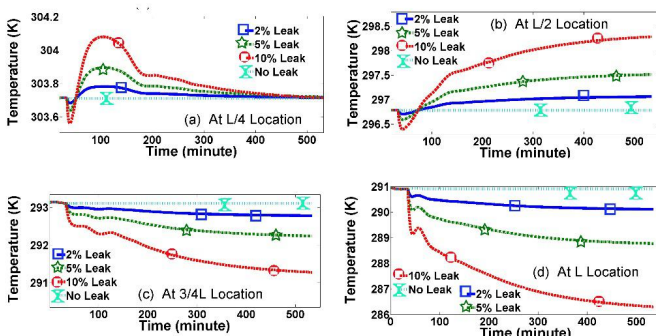 304.4
304
303.6
Temperature (K)
2% Leak
5% Leak
10% Leak
No Leak
(a) At L/4 Location
100 200 300 400 500
Time (minute)
298.5
298
297.5
297
296.5
Temperature (K)
(b) At L/2 Location
2% Leak
5% Leak
10% Leak
No Leak
0 100 200 300 400 500
Time (minute)
293
292
291
Temperature (K)
2% Leak
5% Leak
10% Leak
No Leak
(c) At 3/4L Location
0 100 200 300 400 500
Time (minute)
291
290
289
288
287
286
Temperature (K)
(d) At L Location
10% Leak
No Leak
2% Leak
5% Leak
0 100 200 300 400 500
Time (minute)